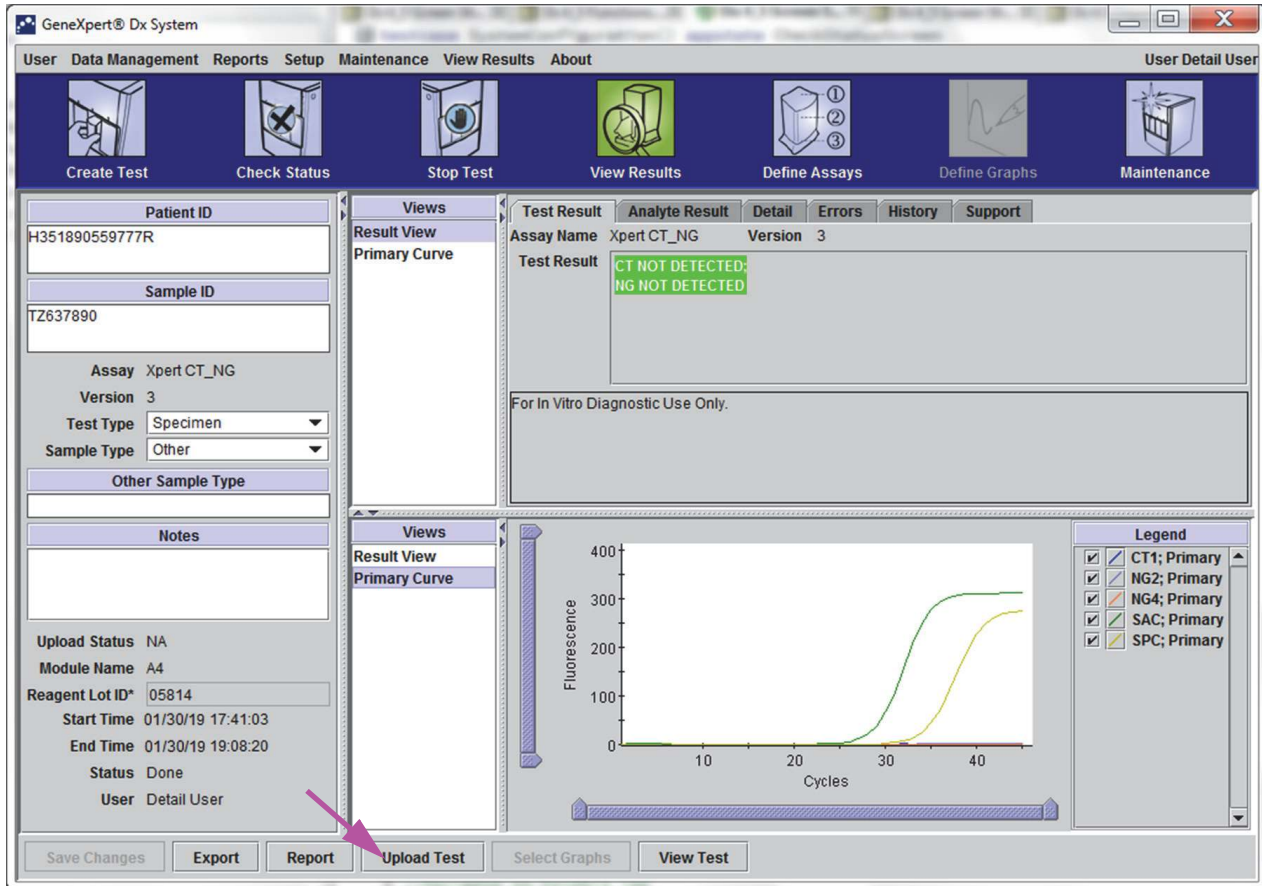 GeneXpert® Dx System
User Data Management Reports Setup Maintenance View Results About User Detail User
Create Test Check Status Stop Test View Results Define Assays Define Graphs Maintenance
① ② ③
Patient ID
H351890559777R
Sample ID
TZ637890
Assay Xpert CT_NG
Version 3
Test Type Specimen
Sample Type Other
Other Sample Type
Notes
Upload Status NA
Module Name A4
Reagent Lot ID* 05814
Start Time 01/30/19 17:41:03
End Time 01/30/19 19:08:20
Status Done
User Detail User
Views
Result View
Primary Curve
Test Result Analyte Result Detail Errors History Support
Assay Name Xpert CT_NG Version 3
Test Result CT NOT DETECTED;
NG NOT DETECTED
For In Vitro Diagnostic Use Only.
Views
Result View
Primary Curve
Fluorescence
400
300
200
100
0
10 20 30 40
Cycles
Legend
CT1; Primary
NG2; Primary
NG4; Primary
SAC; Primary
SPC; Primary
Save Changes Export Report Upload Test Select Graphs View Test